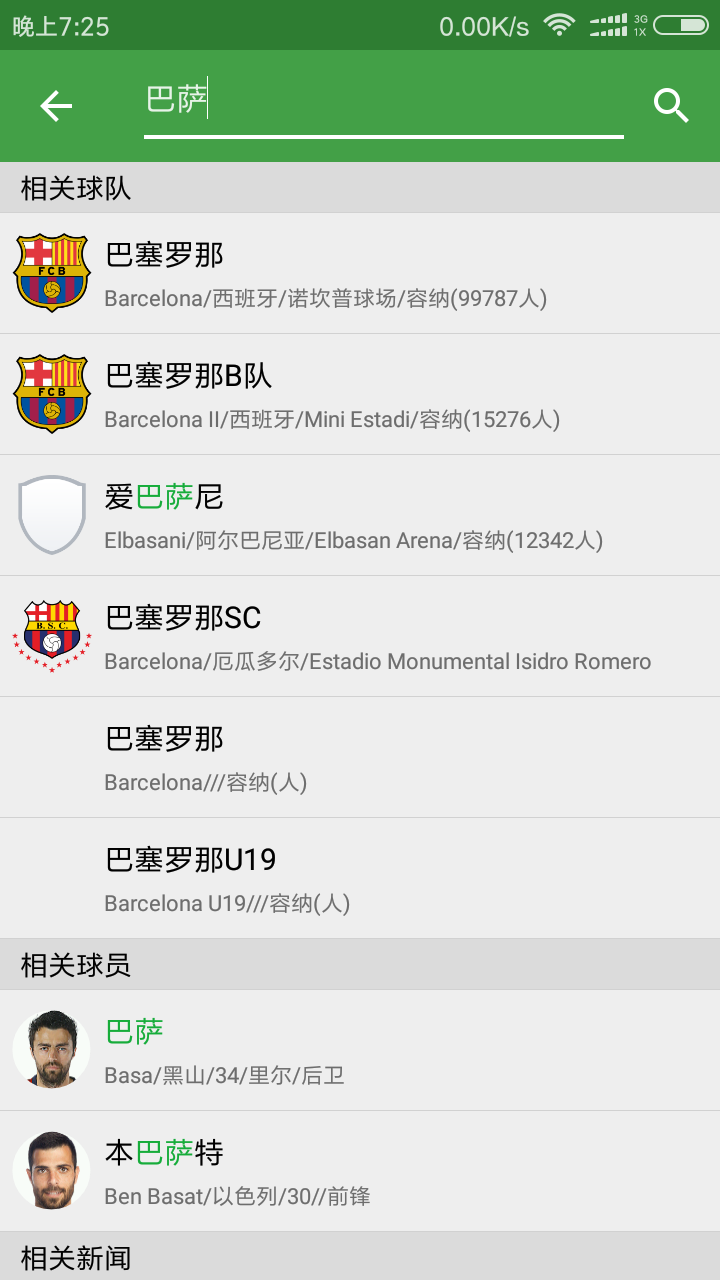 晚上7:25
0.00K/s
3G
1X
巴萨
相关球队
FCB
巴塞罗那
Barcelona/西班牙/诺坎普球场/容纳(99787人)
FCB
巴塞罗那B队
Barcelona II/西班牙/Mini Estadi/容纳(15276人)
爱巴萨尼
Elbasani/阿尔巴尼亚/Elbasan Arena/容纳(12342人)
B.S.C.
巴塞罗那SC
Barcelona/厄瓜多尔/Estadio Monumental Isidro Romero
巴塞罗那
Barcelona///容纳(人)
巴塞罗那U19
Barcelona U19///容纳(人)
相关球员
巴萨
Basa/黑山/34/里尔/后卫
本巴萨特
Ben Basat/以色列/30//前锋
相关新闻